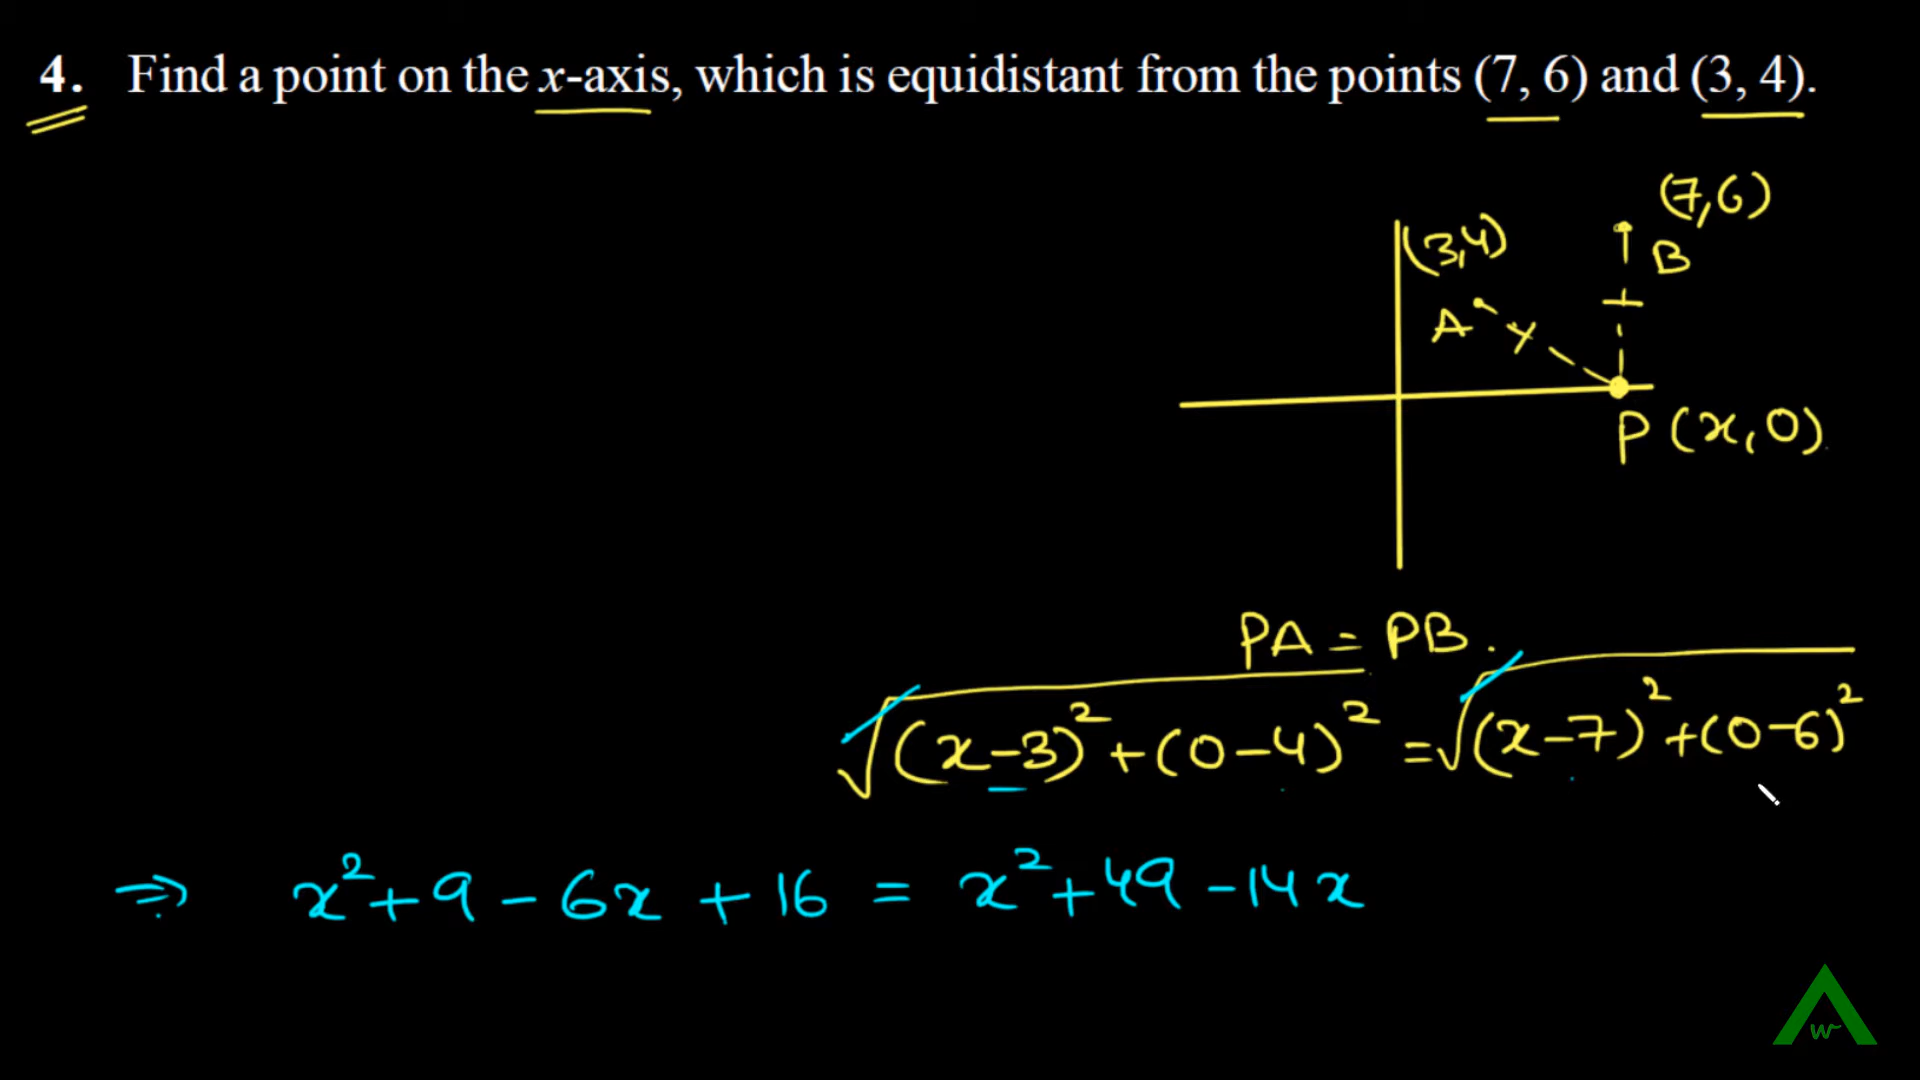 4. Find a point on the x-axis, which is equidistant from the points (7, 6) and (3, 4).
(7,6)
(3,4)
B
A
P(x,0)
PA = PB.
√(x-3)²+(0-4)² = √(x-7)²+(0-6)²
⇒ x²+9-6x+16 = x²+49-14x
w